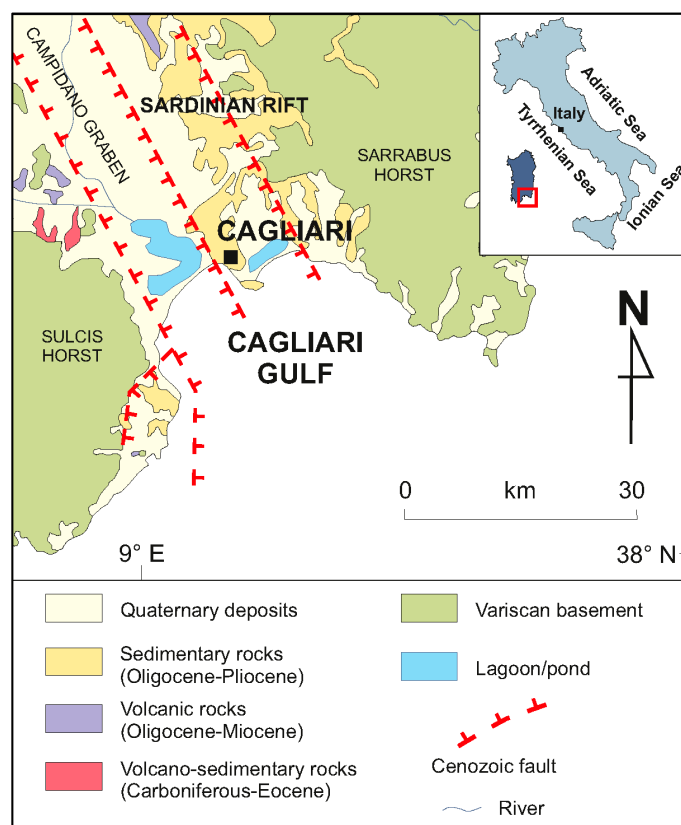 CAMPIDANO GRABEN
SARDINIAN RIFT
SARRABUS
HORST
Italy
Adriatic Sea
Tyrrhenian Sea
Ionian Sea
CAGLIARI
SULCIS
HORST
CAGLIARI
GULF
N
0 km 30
9° E
38° N
Quaternary deposits
Variscan basement
Sedimentary rocks
(Oligocene-Pliocene)
Lagoon/pond
Volcanic rocks
(Oligocene-Miocene)
Cenozoic fault
Volcano-sedimentary rocks
(Carboniferous-Eocene)
River